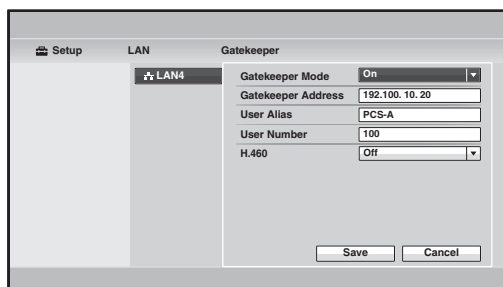 Setup LAN Gatekeeper
LAN4
Gatekeeper Mode On
Gatekeeper Address 192.100. 10. 20
User Alias PCS-A
User Number 100
H.460 Off
Save Cancel